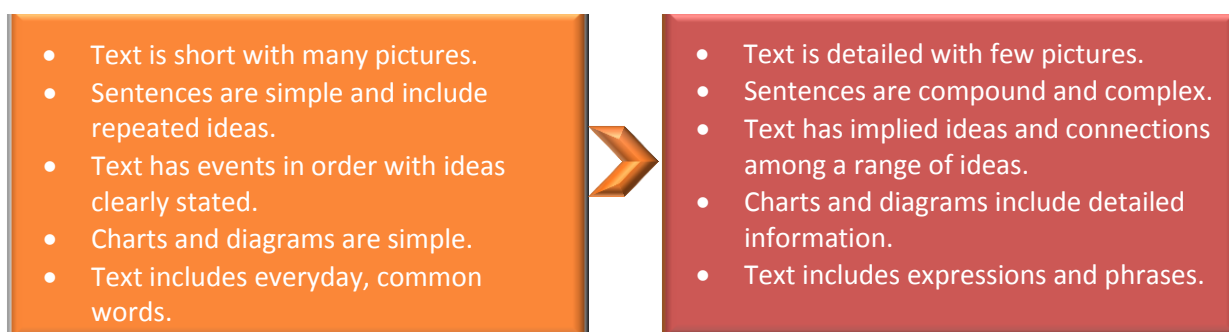 • Text is short with many pictures.
• Sentences are simple and include
repeated ideas.
• Text has events in order with ideas
clearly stated.
• Charts and diagrams are simple.
• Text includes everyday, common
words.
• Text is detailed with few pictures.
• Sentences are compound and complex.
• Text has implied ideas and connections
among a range of ideas.
• Charts and diagrams include detailed
information.
• Text includes expressions and phrases.